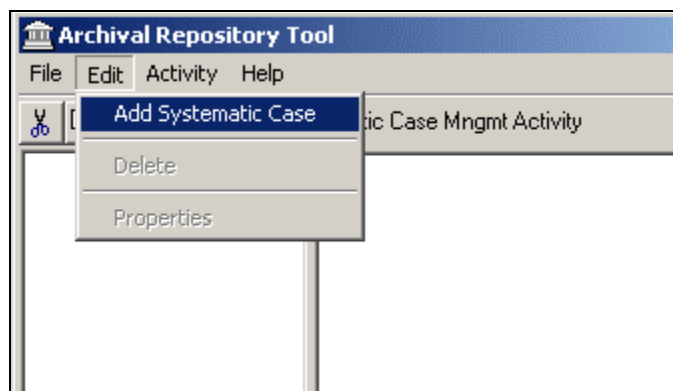 Archival Repository Tool
File Edit Activity Help
Add Systematic Case
tic Case Mngmt Activity
Delete
Properties